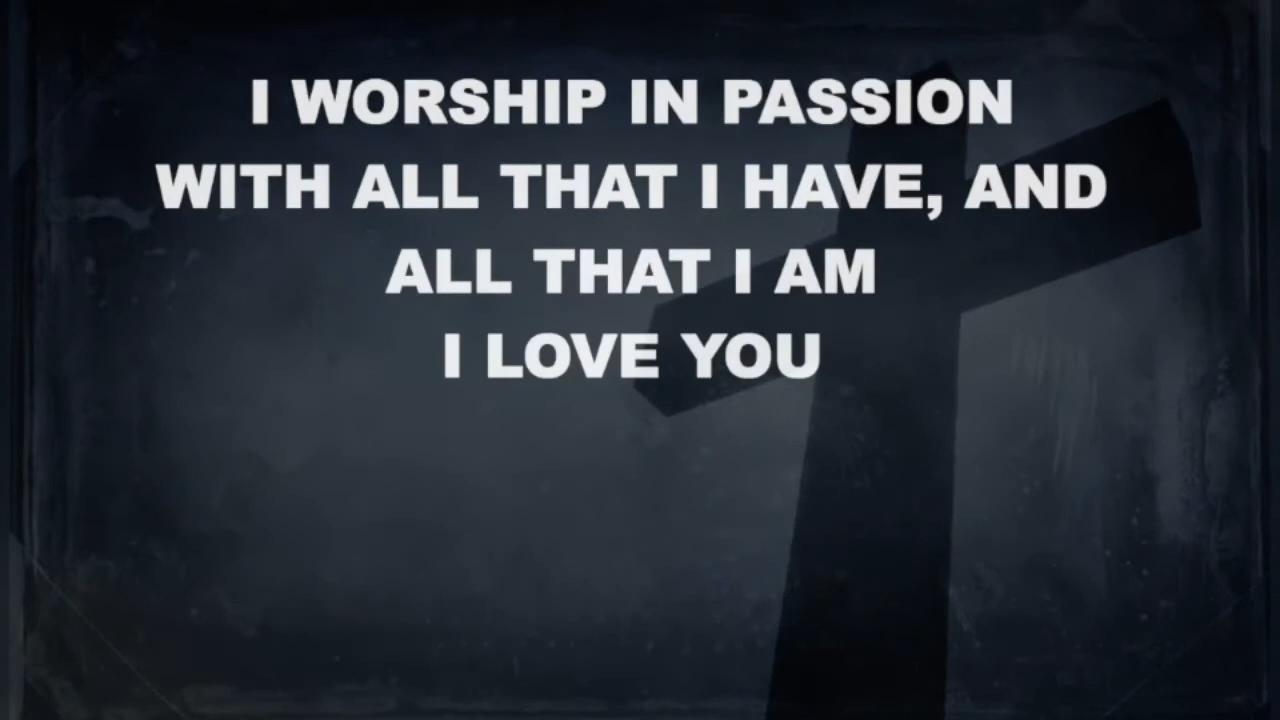 I WORSHIP IN PASSION
WITH ALL THAT I HAVE, AND
ALL THAT I AM
I LOVE YOU